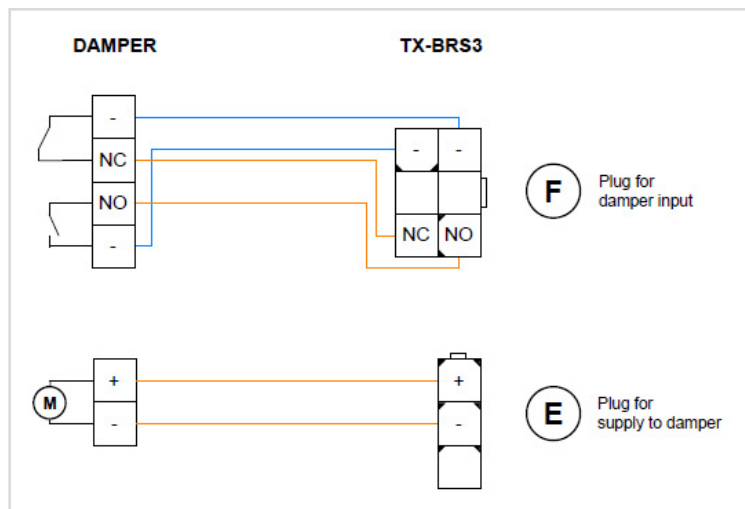 DAMPER
TX-BRS3
-
NC
NO
-
- -
NC NO
F
Plug for
damper input
M
+
-
+
-
E
Plug for
supply to damper